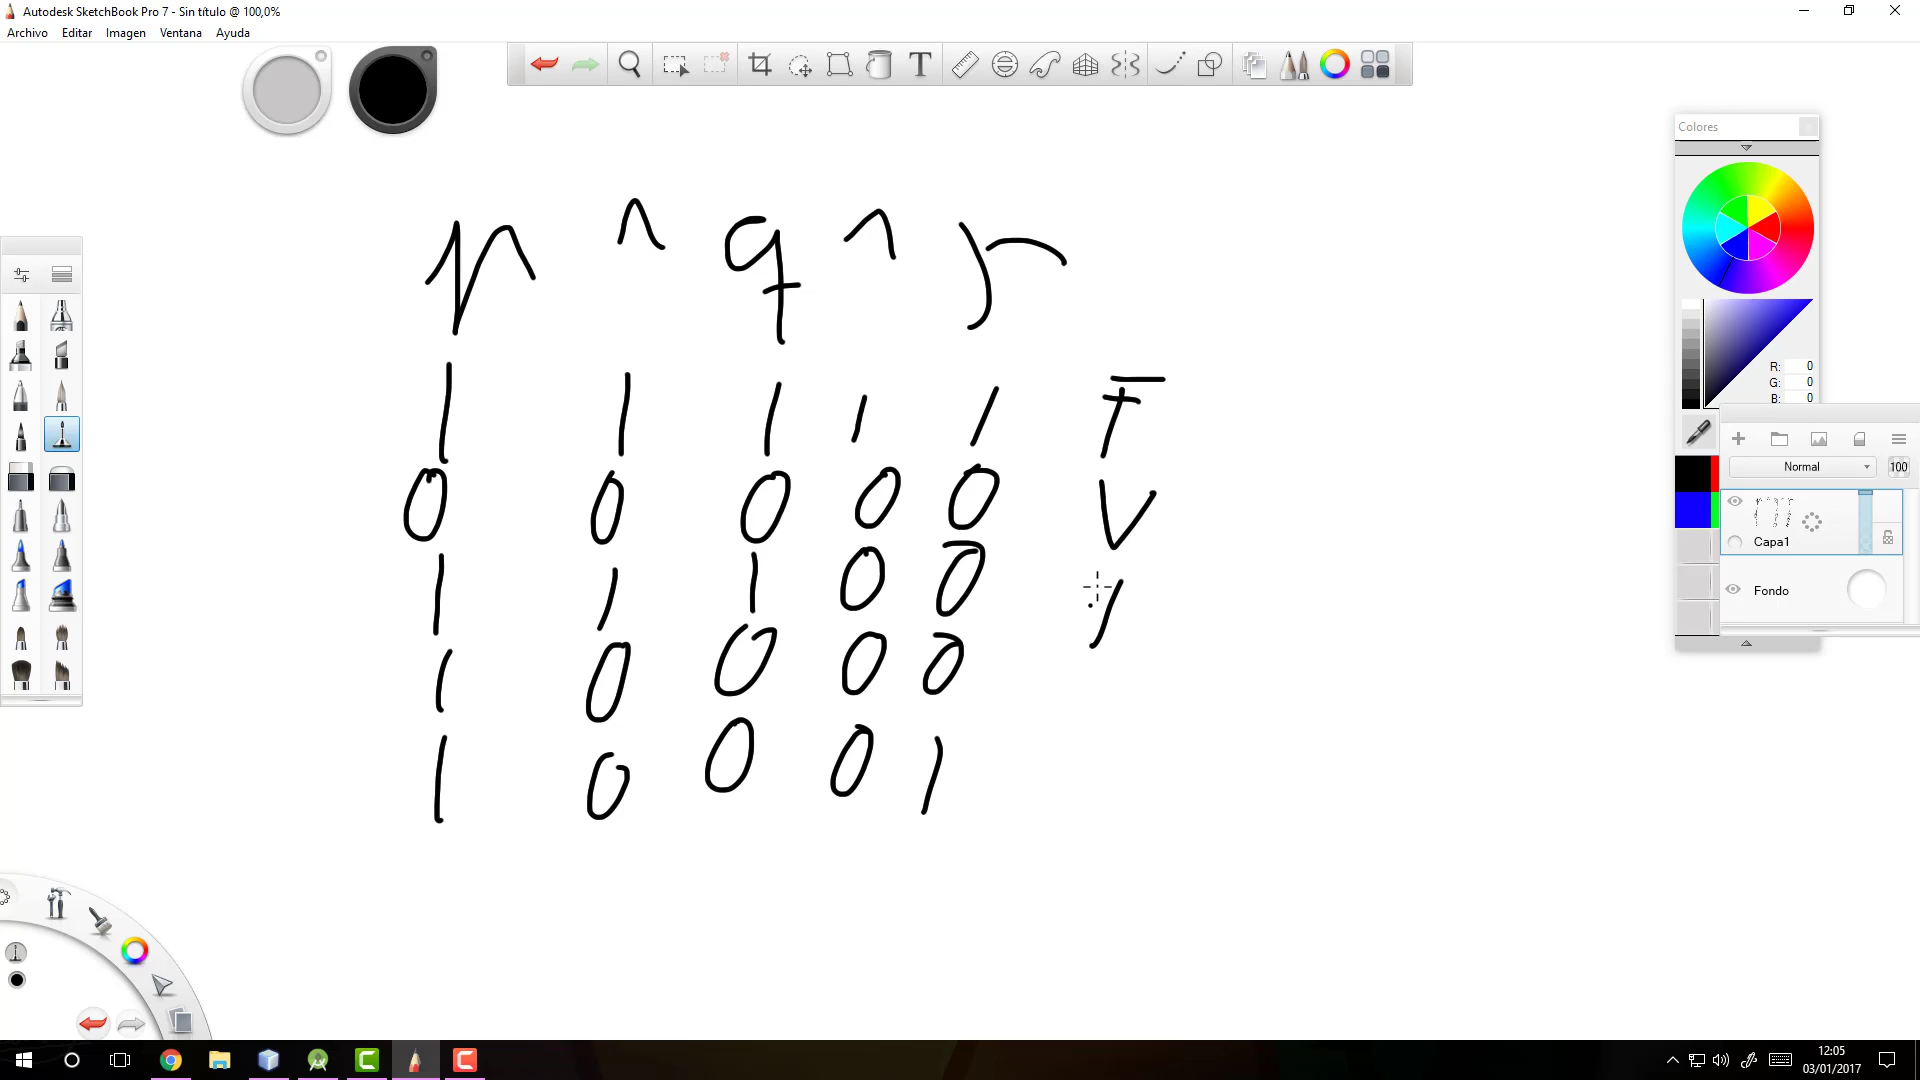 Autodesk SketchBook Pro 7 - Sin título @ 100,0%
Archivo Editar Imagen Ventana Ayuda
Colores
p ^ q ^ r
R: 0
G: 0
B: 0
1 1 1 1 1 F
0 0 0 0 0 V
1 1 1 0 0
1 0 0 0 0
1 0 0 0 1
Normal 100
Capa1
Fondo
12:05
03/01/2017